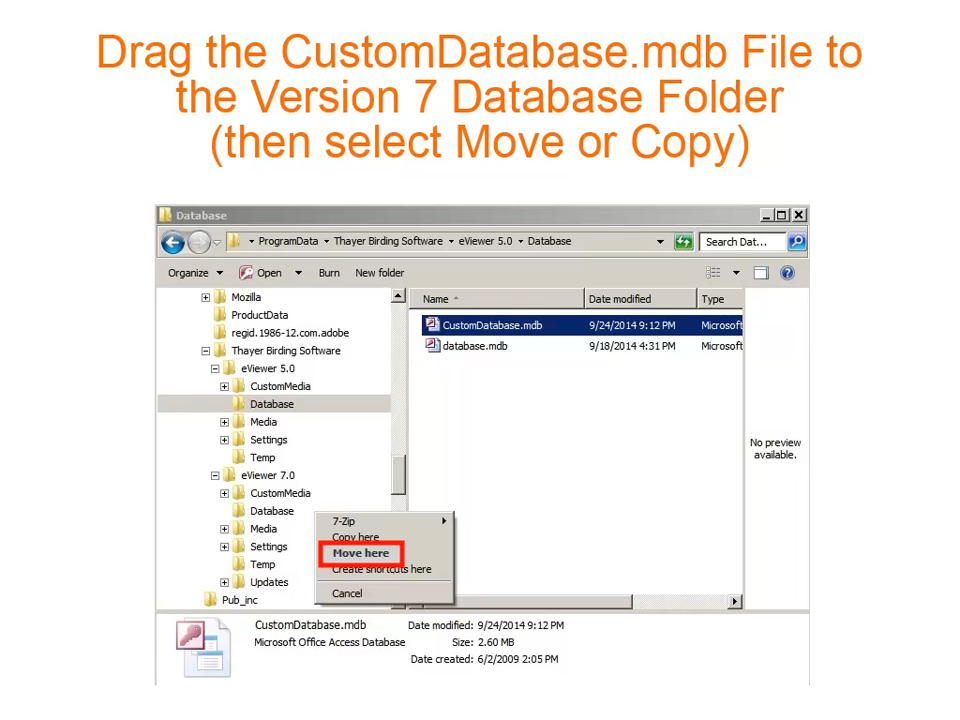 Drag the CustomDatabase.mdb File to
the Version 7 Database Folder
(then select Move or Copy)
Database
ProgramData Thayer Birding Software eViewer 5.0 Database Search Dat...
Organize Open Burn New folder
Mozilla
ProductData
regid.1986-12.com.adobe
Thayer Birding Software
eViewer 5.0
CustomMedia
Database
Media
Settings
Temp
eViewer 7.0
CustomMedia
Database
Media
Settings
Temp
Updates
Pub_inc
Name Date modified Type
CustomDatabase.mdb 9/24/2014 9:12 PM Microsoft
database.mdb 9/18/2014 4:31 PM Microsoft
No preview
available.
7-Zip
Copy here
Move here
Create shortcuts here
Cancel
CustomDatabase.mdb Date modified: 9/24/2014 9:12 PM
Microsoft Office Access Database Size: 2.60 MB
Date created: 6/2/2009 2:05 PM